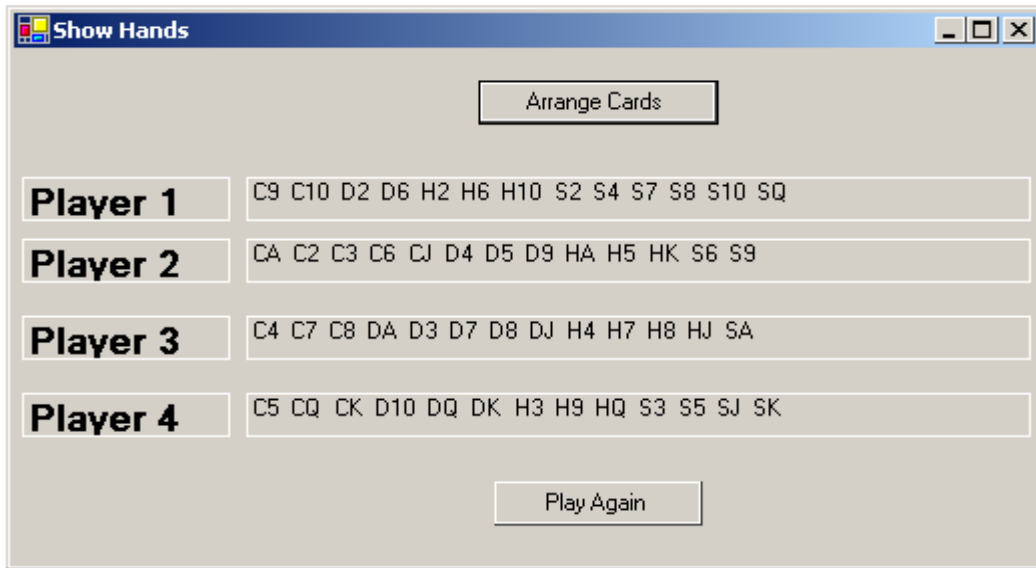 Show Hands
Arrange Cards
Player 1 C9 C10 D2 D6 H2 H6 H10 S2 S4 S7 S8 S10 SQ
Player 2 CA C2 C3 C6 CJ D4 D5 D9 HA H5 HK S6 S9
Player 3 C4 C7 C8 DA D3 D7 D8 DJ H4 H7 H8 HJ SA
Player 4 C5 CQ CK D10 DQ DK H3 H9 HQ S3 S5 SJ SK
Play Again